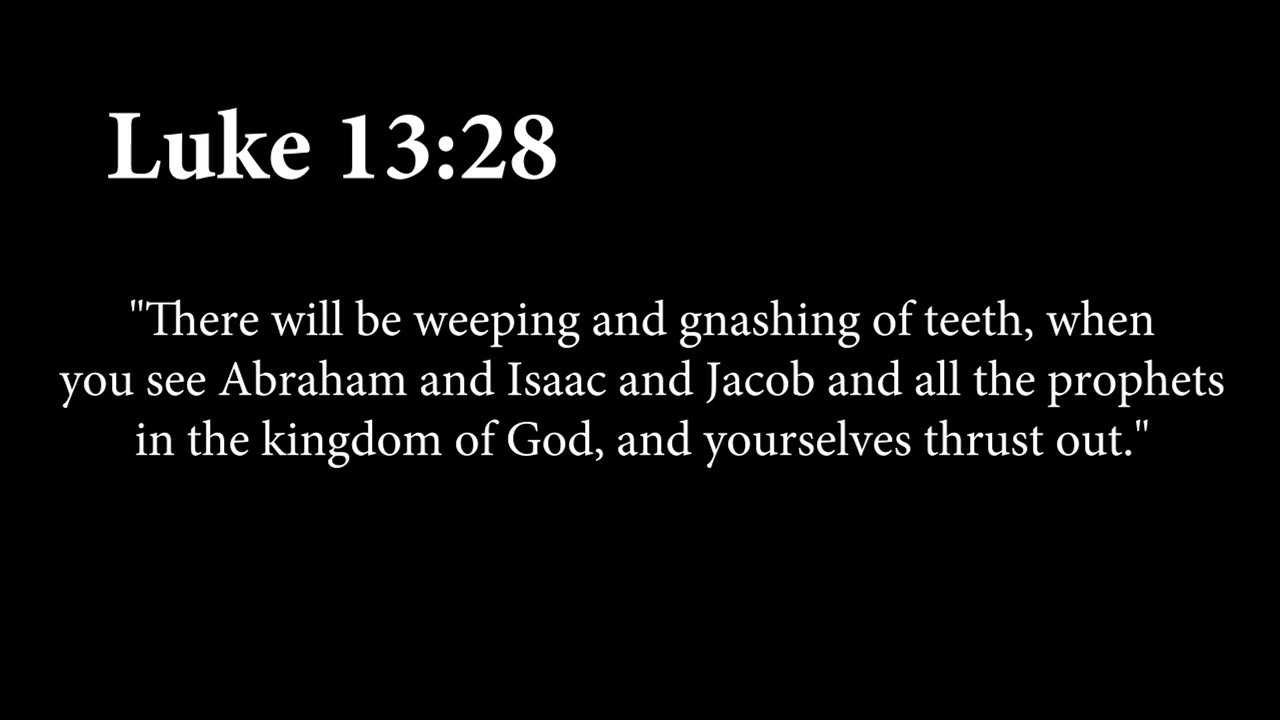 Luke 13:28
"There will be weeping and gnashing of teeth, when
you see Abraham and Isaac and Jacob and all the prophets
in the kingdom of God, and yourselves thrust out."